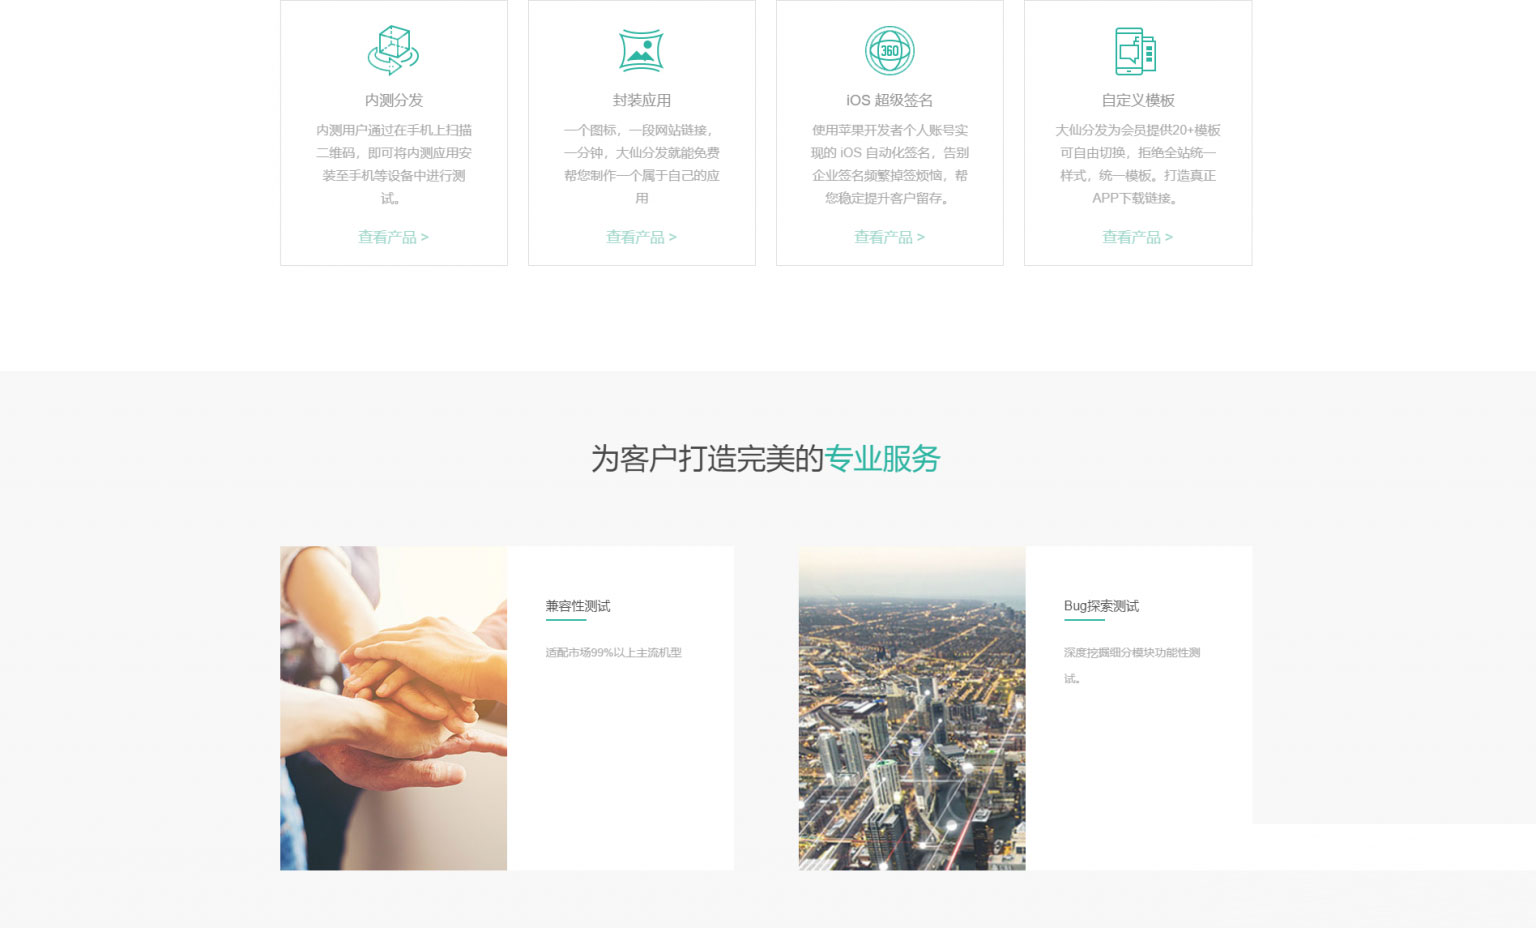 360
内测分发
内测用户通过在手机上扫描
二维码，即可将内测应用安
装至手机等设备中进行测
试。
查看产品 >
封装应用
一个图标，一段网站链接，
一分钟，大仙分发就能免费
帮您制作一个属于自己的应
用
查看产品 >
iOS 超级签名
使用苹果开发者个人账号实
现的 iOS 自动化签名，告别
企业签名频繁掉签烦恼，帮
您稳定提升客户留存。
查看产品 >
自定义模板
大仙分发为会员提供20+模板
可自由切换，拒绝全站统一
样式，统一模板。打造真正
APP下载链接。
查看产品 >
为客户打造完美的专业服务
兼容性测试
适配市场99%以上主流机型
Bug探索测试
深度挖掘细分模块功能性测
试。